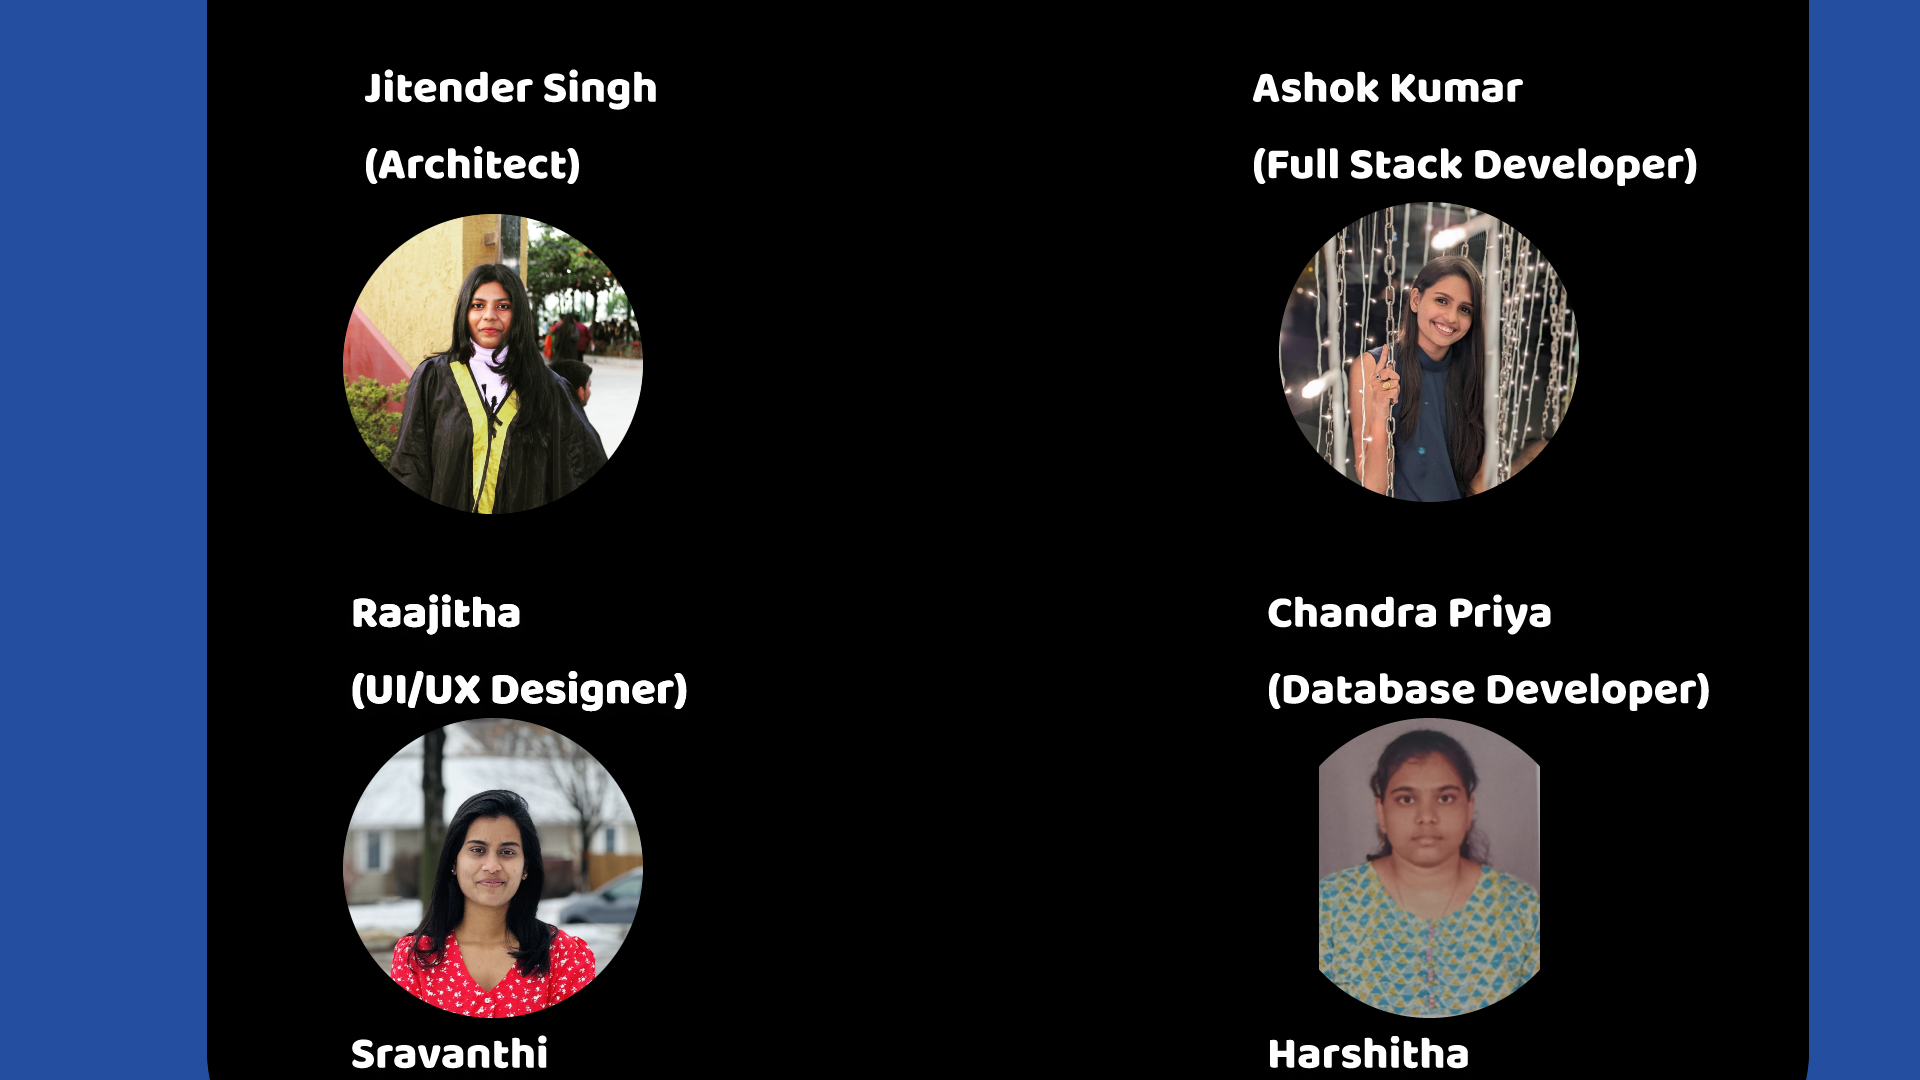 Jitender Singh
(Architect)
Ashok Kumar
(Full Stack Developer)
Raajitha
(UI/UX Designer)
Chandra Priya
(Database Developer)
Sravanthi
Harshitha